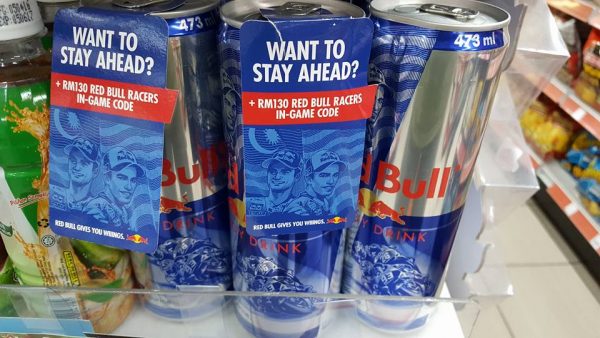 WANT TO
STAY AHEAD?
+ RM130 RED BULL RACERS
IN-GAME CODE
RED BULL GIVES YOU WIIINGS.
473 ml
Bull
DRINK
WANT TO
STAY AHEAD?
+ RM130 RED BULL RACERS
IN-GAME CODE
RED BULL GIVES YOU WIIINGS.
DRINK
473 ml
Red Bull
DRINK